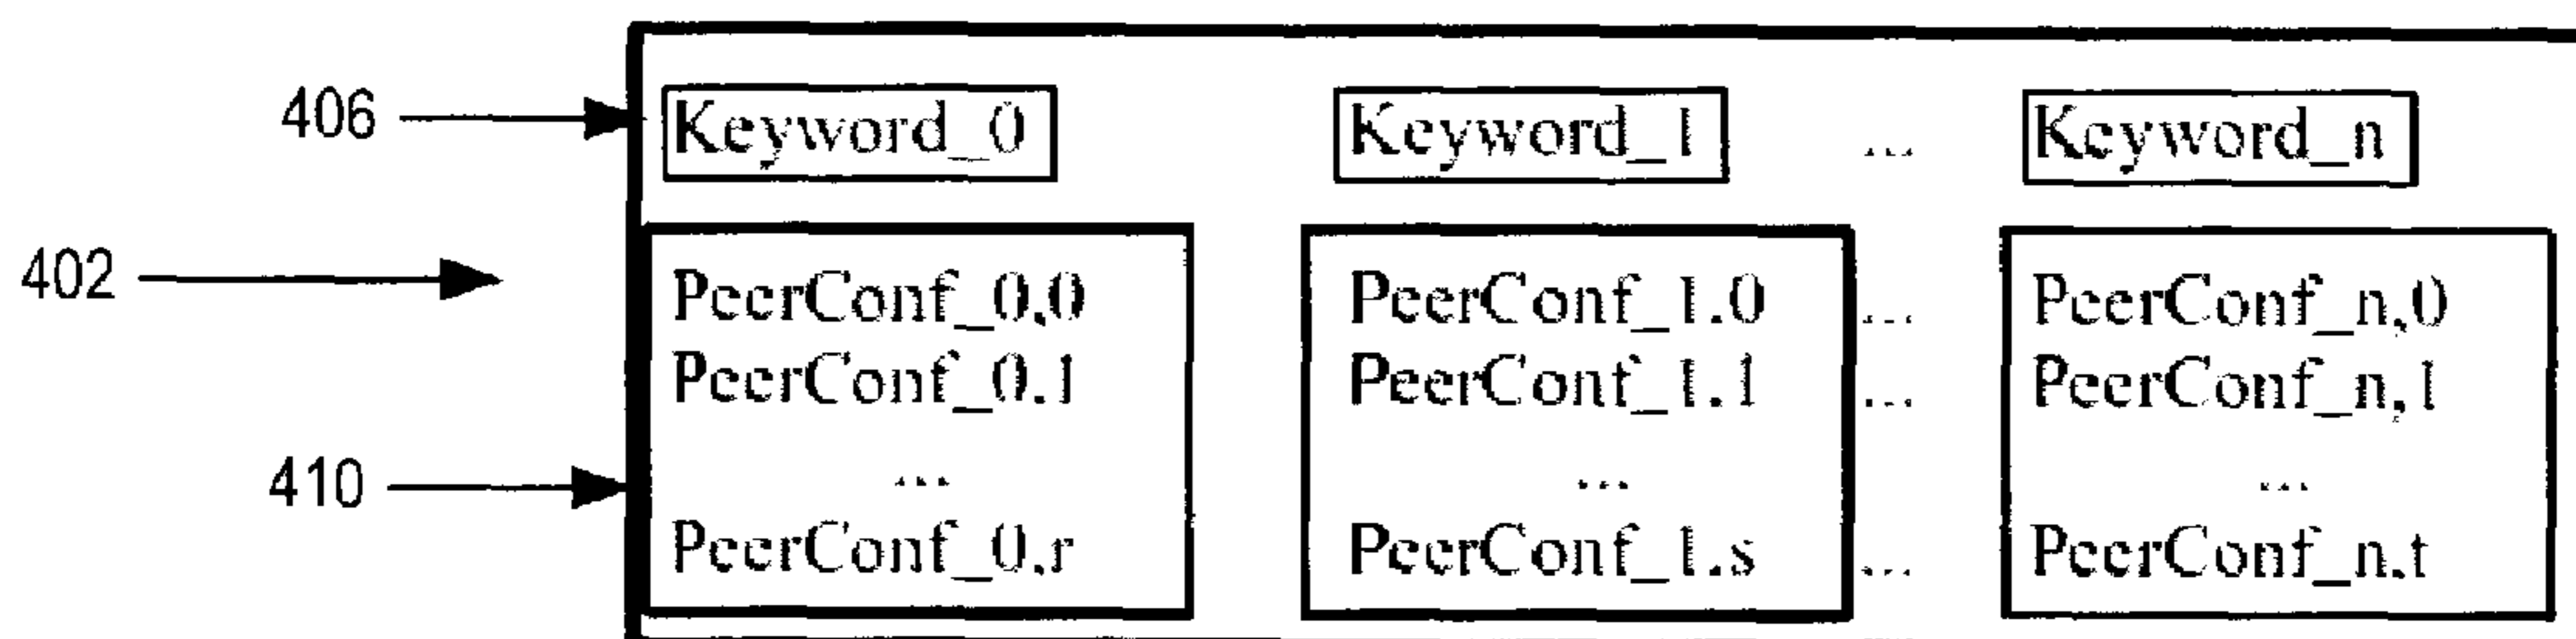 406 Keyword_0 Keyword_1 ... Keyword_n
402 PeerConf_0,0 PeerConf_1.0 ... PeerConf_n,0
PeerConf_0.1 PeerConf_1.1 ... PeerConf_n,1
410 ... ... ...
PeerConf_0,r PeerConf_1.s ... PeerConf_n.t